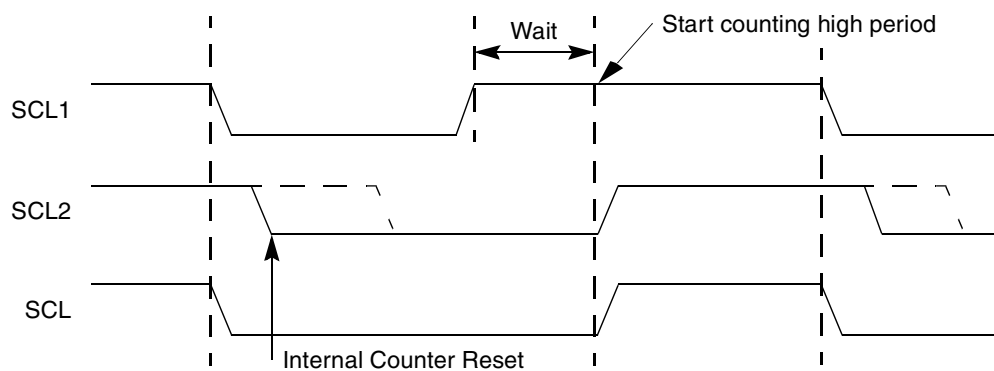 Wait
Start counting high period
SCL1
SCL2
SCL
Internal Counter Reset